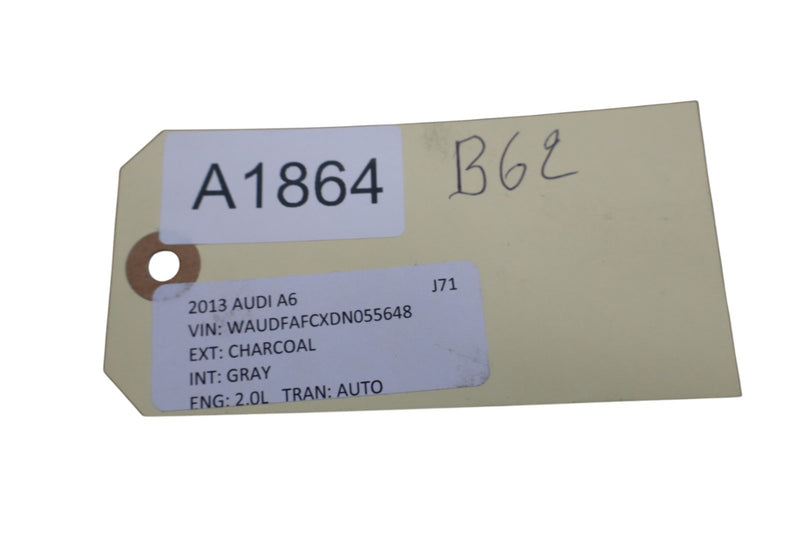 A1864
B62
2013 AUDI A6 J71
VIN: WAUDFAFCXDN055648
EXT: CHARCOAL
INT: GRAY
ENG: 2.0L TRAN: AUTO